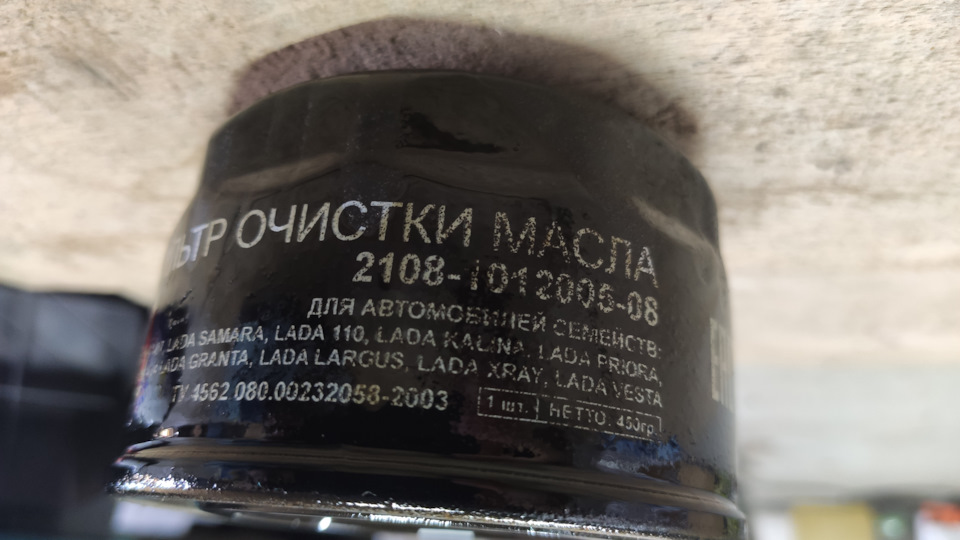 ОЧИСТКИ МАСЛА
2108-1012005-08
ДЛЯ АВТОМОБИЛЕЙ СЕМЕЙСТВ:
LADA SAMARA, LADA 110, LADA KALINA, LADA PRIORA,
LADA GRANTA, LADA LARGUS, LADA XRAY, LADA VESTA
ТУ 4562 080.00232058-2003
1 шт. НЕТТО. 450гр.